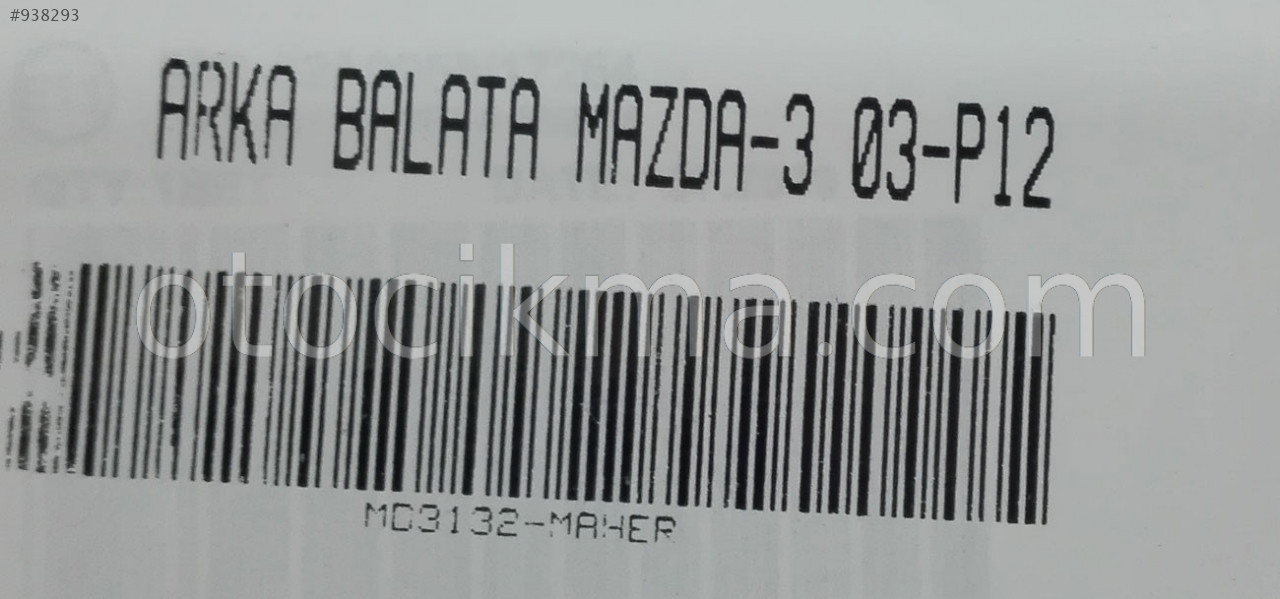 #938293
ARKA BALATA MAZDA-3 03-P12
otocikma.com
MD3132-MAHER